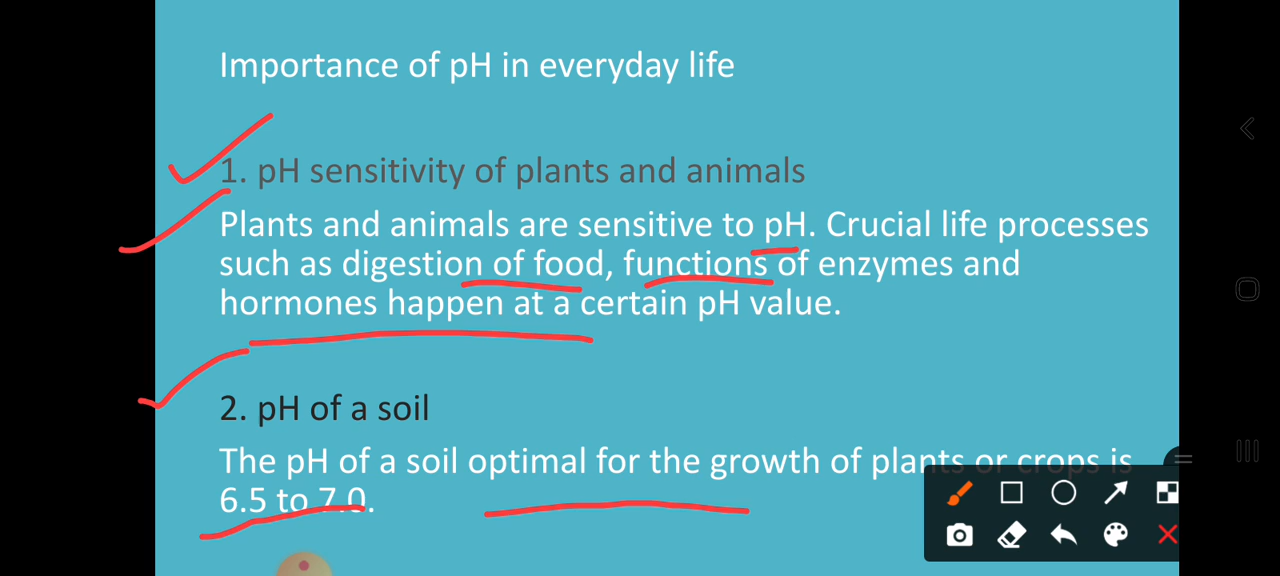 Importance of pH in everyday life
1. pH sensitivity of plants and animals
Plants and animals are sensitive to pH. Crucial life processes
such as digestion of food, functions of enzymes and
hormones happen at a certain pH value.
2. pH of a soil
The pH of a soil optimal for the growth of plants or crops is
6.5 to 7.0.